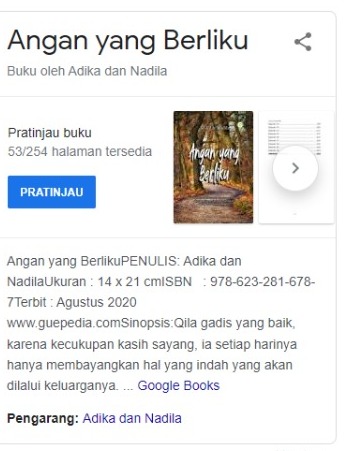 Angan yang Berliku
Buku oleh Adika dan Nadila
Pratinjau buku
53/254 halaman tersedia
PRATINJAU
Angan yang
Berliku
Angan yang BerlikuPENULIS: Adika dan
NadilaUkuran : 14 x 21 cmISBN : 978-623-281-678-
7Terbit : Agustus 2020
www.guepedia.comSinopsis:Qila gadis yang baik,
karena kecukupan kasih sayang, ia setiap harinya
hanya membayangkan hal yang indah yang akan
dilalui keluarganya. ... Google Books
Pengarang: Adika dan Nadila